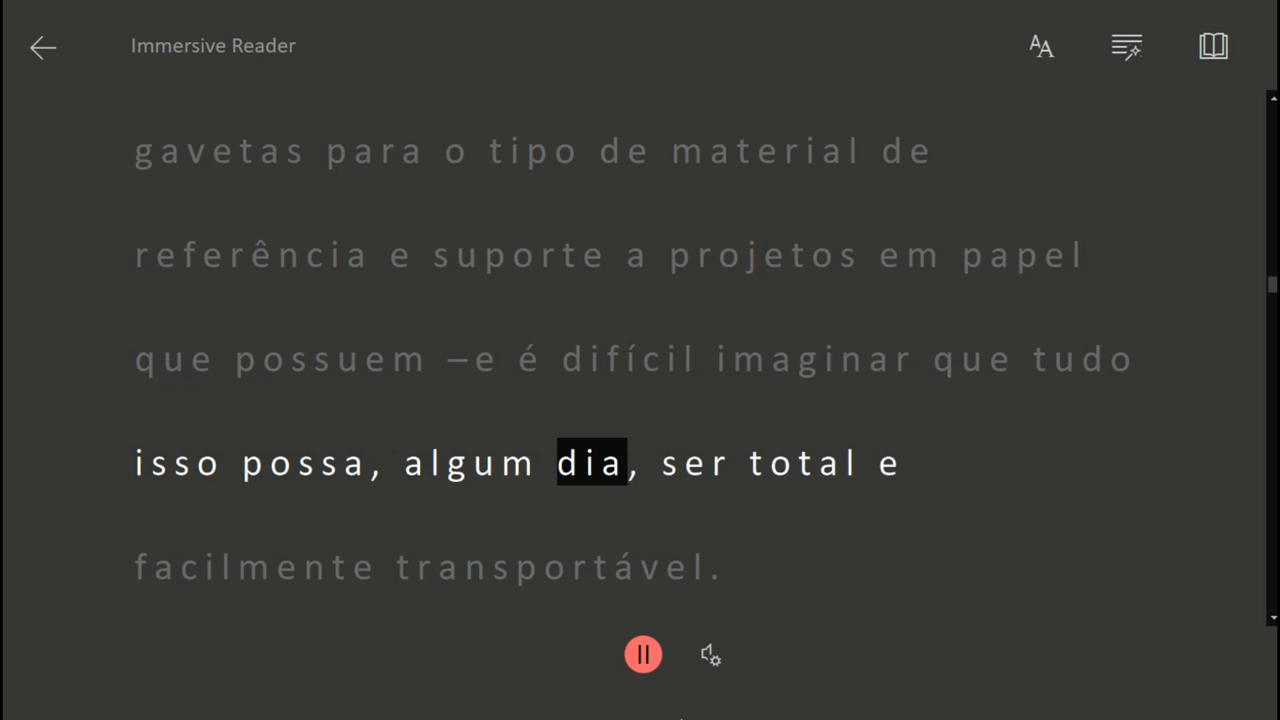 Immersive Reader
gavetas para o tipo de material de
referência e suporte a projetos em papel
que possuem –e é difícil imaginar que tudo
isso possa, algum dia, ser total e
facilmente transportável.